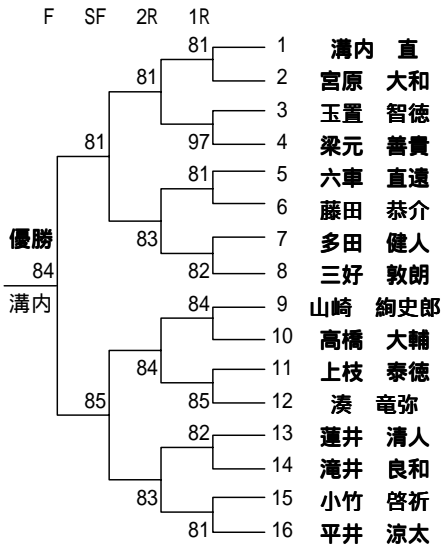 F SF 2R 1R
81 1 溝内 直
81 2 宮原 大和
3 玉置 智徳
81 97 4 梁元 善貴
81 5 六車 直遠
6 藤田 恭介
優勝 83 7 多田 健人
84 82 8 三好 敦朗
溝内 84 9 山崎 絢史郎
10 高橋 大輔
84 11 上枝 泰徳
85 85 12 湊 竜弥
82 13 蓮井 清人
14 滝井 良和
83 15 小竹 啓祈
81 16 平井 涼太